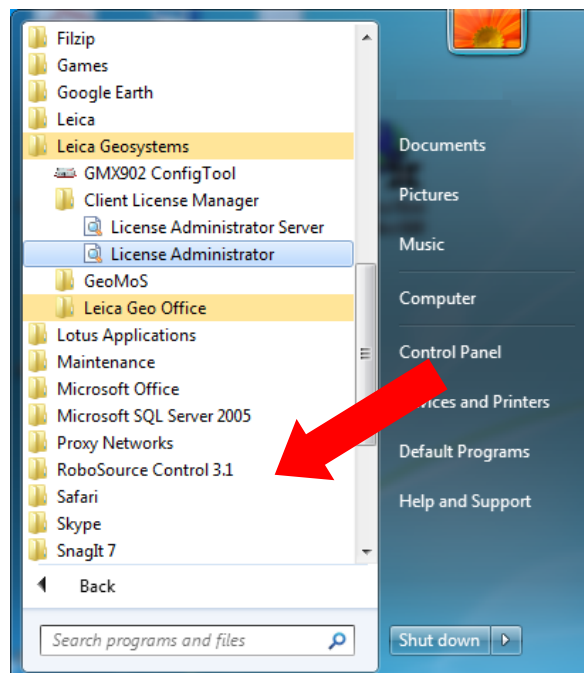 Filzip
Games
Google Earth
Leica
Leica Geosystems
GMX902 ConfigTool
Client License Manager
License Administrator Server
License Administrator
GeoMoS
Leica Geo Office
Lotus Applications
Maintenance
Microsoft Office
Microsoft SQL Server 2005
Proxy Networks
RoboSource Control 3.1
Safari
Skype
SnagIt 7
Back
Search programs and files
Documents
Pictures
Music
Computer
Control Panel
and Printers
Default Programs
Help and Support
Shut down